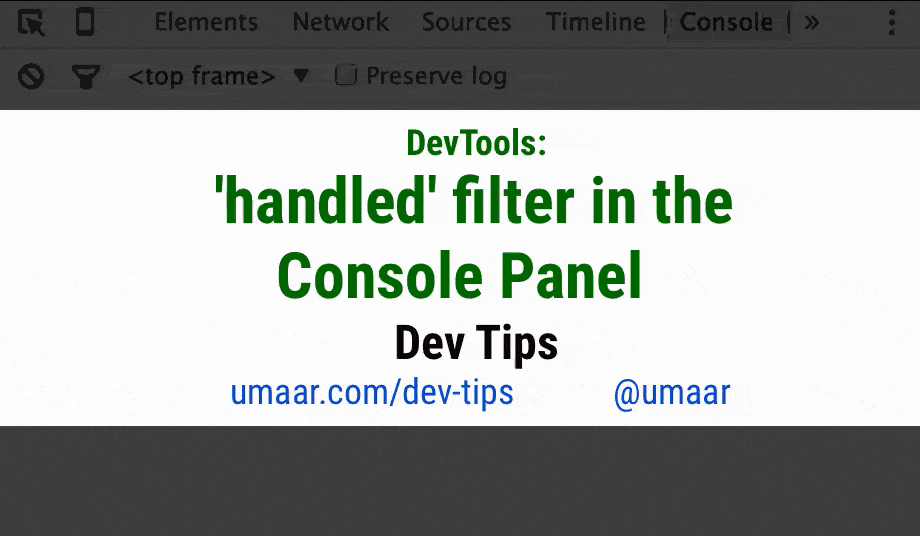 Elements Network Sources Timeline Console »
<top frame> ▼ Preserve log
DevTools:
'handled' filter in the
Console Panel
Dev Tips
umaar.com/dev-tips @umaar